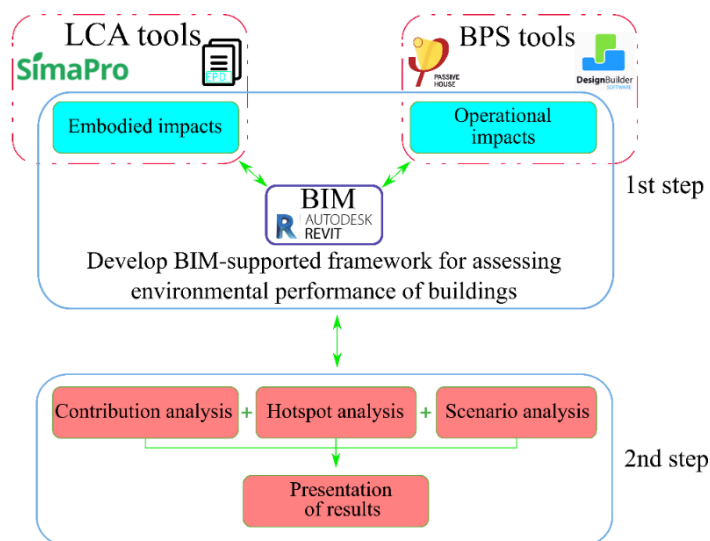 LCA tools
SimaPro
EPD
BPS tools
PASSIVE
HOUSE
DesignBuilder
SOFTWARE
Embodied impacts
Operational
impacts
1st step
BIM
R AUTODESK
REVIT
Develop BIM-supported framework for assessing
environmental performance of buildings
Contribution analysis + Hotspot analysis + Scenario analysis
2nd step
Presentation
of results